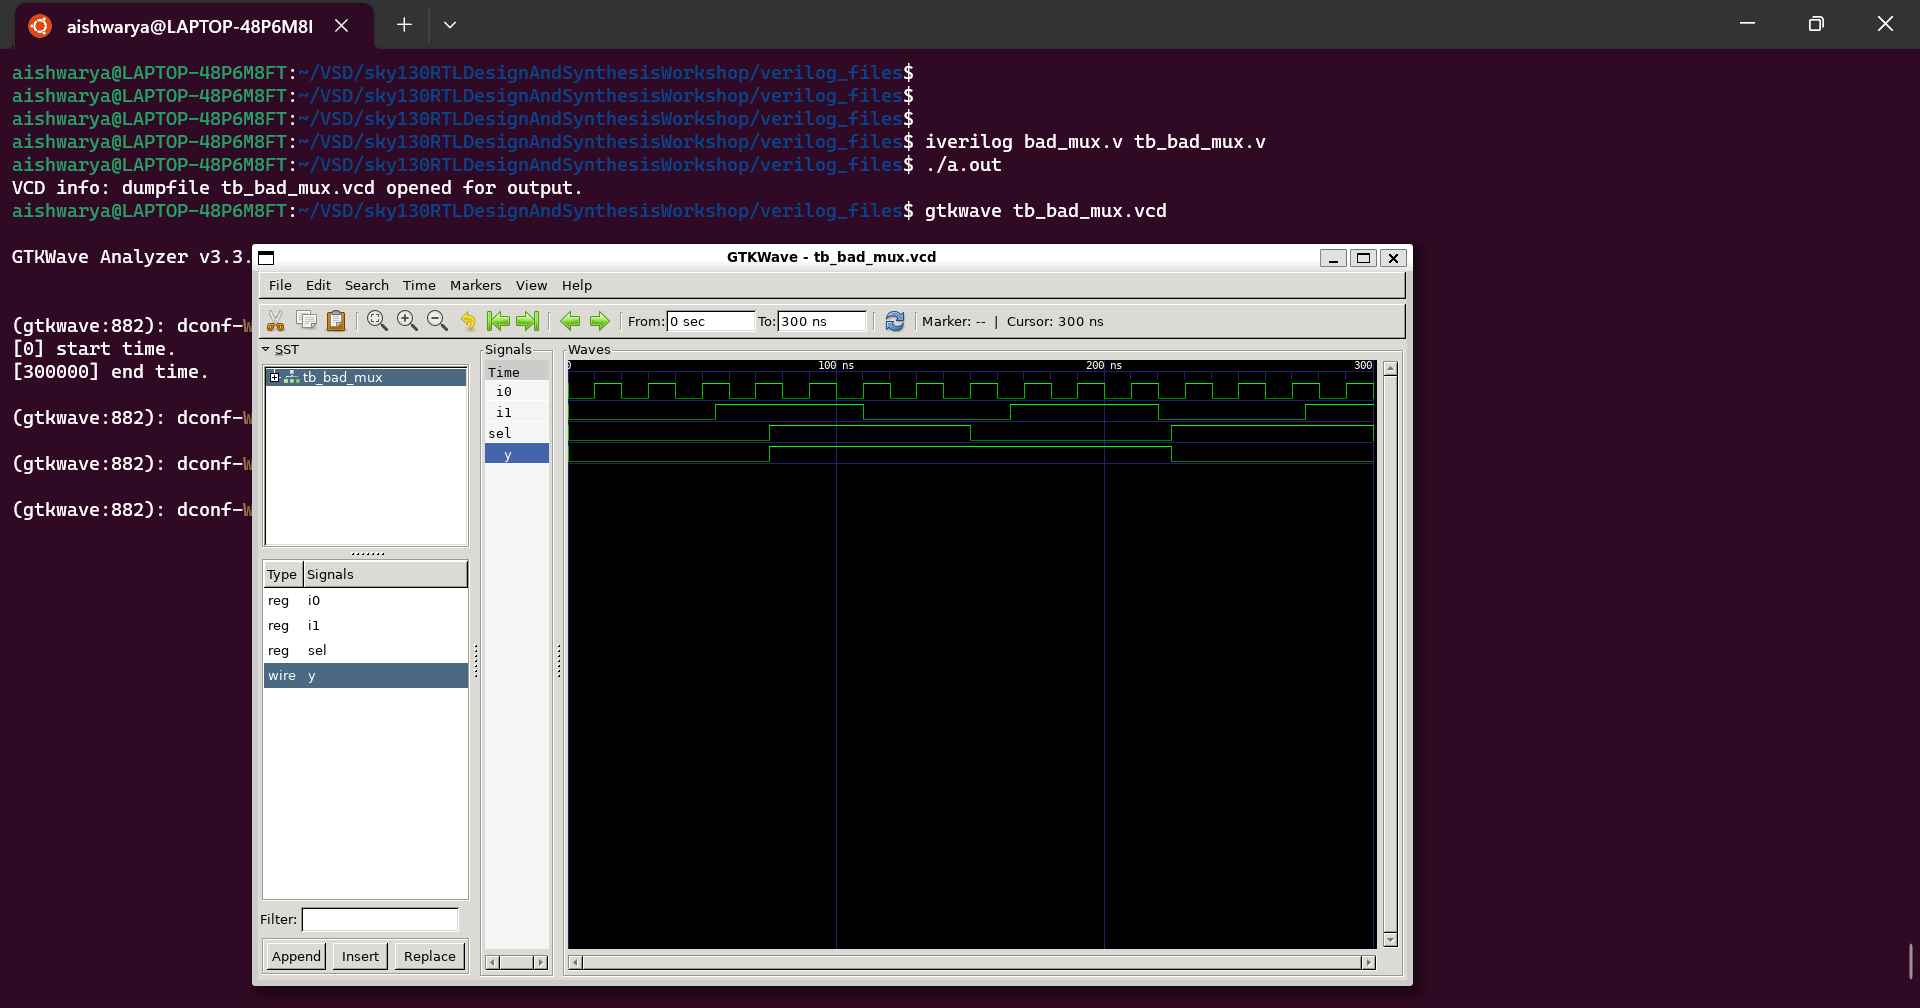 aishwarya@LAPTOP-48P6M8I
aishwarya@LAPTOP-48P6M8FT:~/VSD/sky130RTLDesignAndSynthesisWorkshop/verilog_files$
aishwarya@LAPTOP-48P6M8FT:~/VSD/sky130RTLDesignAndSynthesisWorkshop/verilog_files$
aishwarya@LAPTOP-48P6M8FT:~/VSD/sky130RTLDesignAndSynthesisWorkshop/verilog_files$
aishwarya@LAPTOP-48P6M8FT:~/VSD/sky130RTLDesignAndSynthesisWorkshop/verilog_files$ iverilog bad_mux.v tb_bad_mux.v
aishwarya@LAPTOP-48P6M8FT:~/VSD/sky130RTLDesignAndSynthesisWorkshop/verilog_files$ ./a.out
VCD info: dumpfile tb_bad_mux.vcd opened for output.
aishwarya@LAPTOP-48P6M8FT:~/VSD/sky130RTLDesignAndSynthesisWorkshop/verilog_files$ gtkwave tb_bad_mux.vcd
GTKWave Analyzer v3.3.
(gtkwave:882): dconf-W
[0] start time.
[300000] end time.
(gtkwave:882): dconf-W
(gtkwave:882): dconf-W
(gtkwave:882): dconf-W
GTKWave - tb_bad_mux.vcd
File Edit Search Time Markers View Help
From: 0 sec To: 300 ns Marker: -- | Cursor: 300 ns
SST
tb_bad_mux
Type Signals
reg i0
reg i1
reg sel
wire y
Filter:
Append Insert Replace
Signals
Time
i0
i1
sel
y
Waves
0 100 ns 200 ns 300